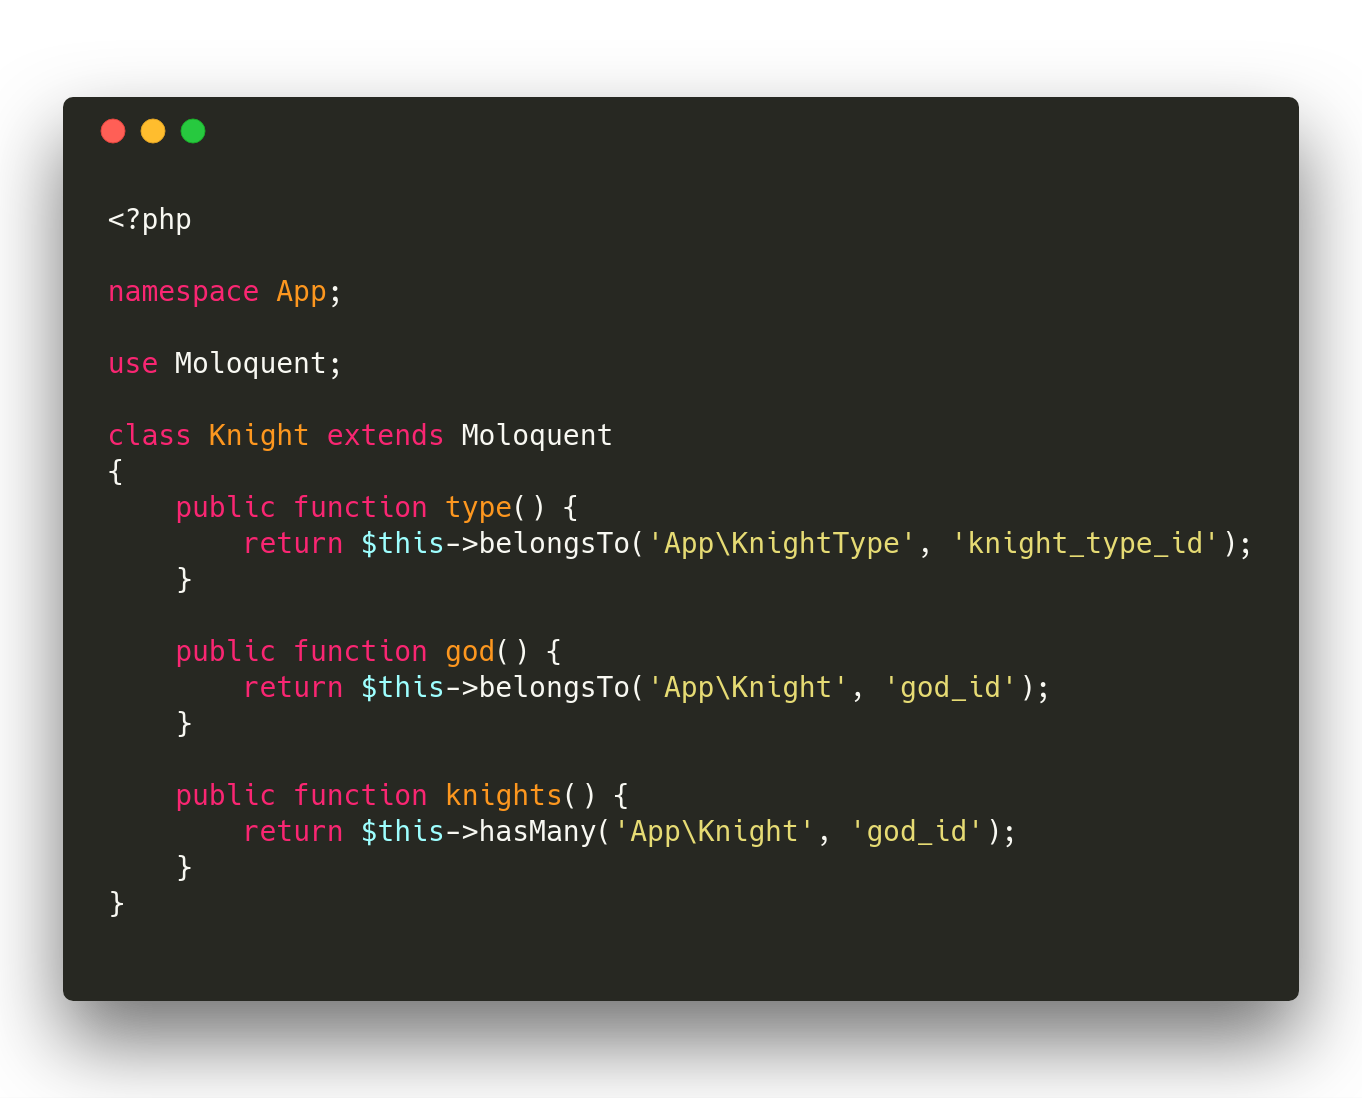 <?php
namespace App;
use Moloquent;
class Knight extends Moloquent
{
    public function type() {
        return $this->belongsTo('App\KnightType', 'knight_type_id');
    }
    public function god() {
        return $this->belongsTo('App\Knight', 'god_id');
    }
    public function knights() {
        return $this->hasMany('App\Knight', 'god_id');
    }
}